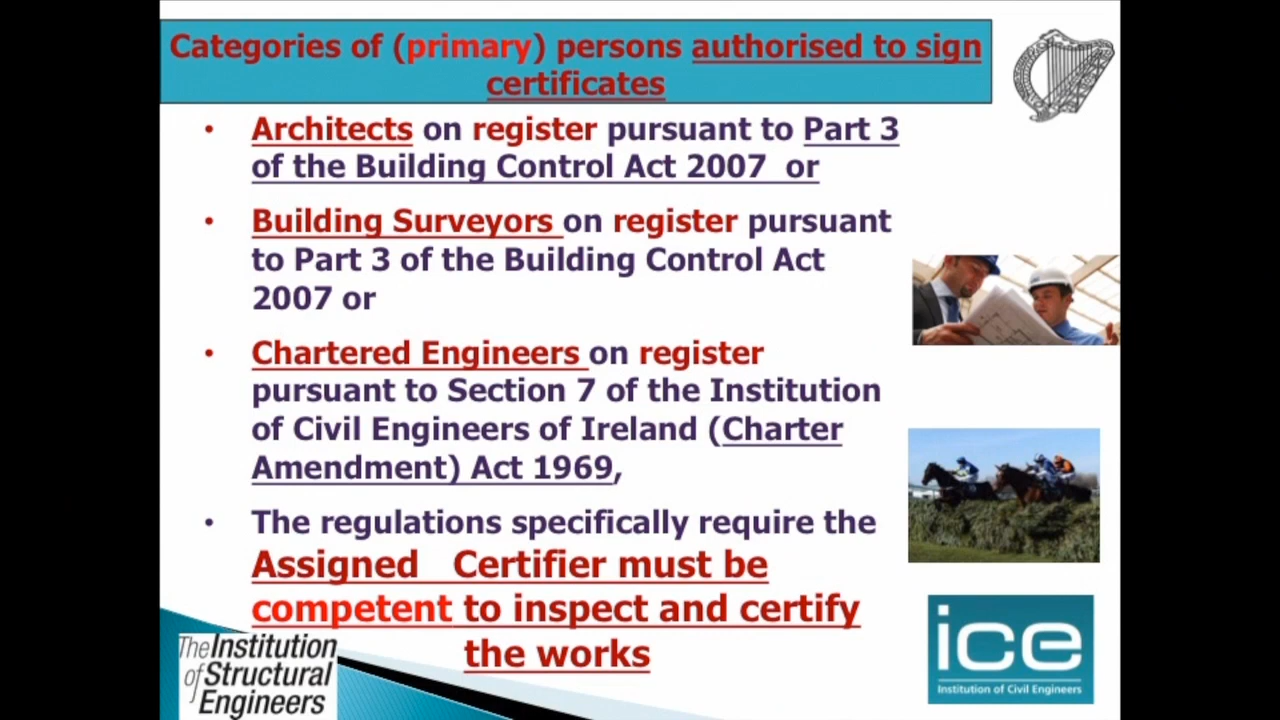 Categories of (primary) persons authorised to sign
certificates
• Architects on register pursuant to Part 3
of the Building Control Act 2007 or
• Building Surveyors on register pursuant
to Part 3 of the Building Control Act
2007 or
• Chartered Engineers on register
pursuant to Section 7 of the Institution
of Civil Engineers of Ireland (Charter
Amendment) Act 1969,
• The regulations specifically require the
Assigned Certifier must be
competent to inspect and certify
the works
The Institution
of Structural
Engineers
ice
Institution of Civil Engineers